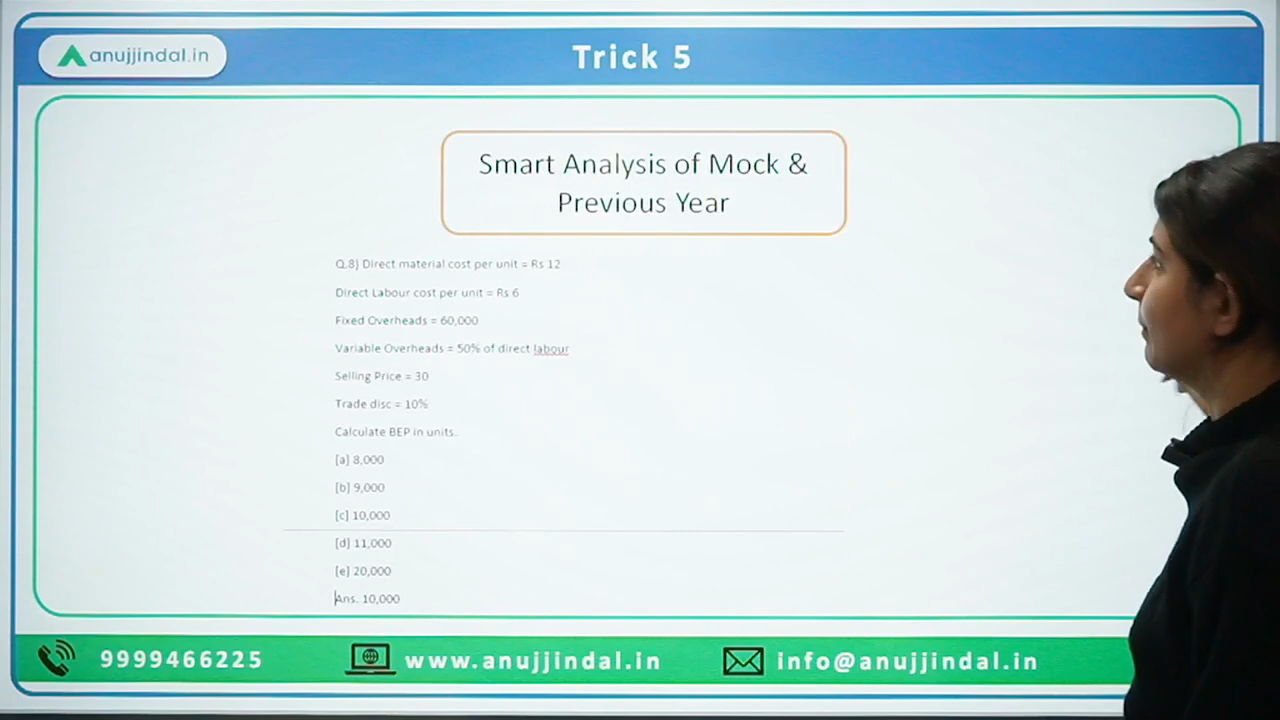 anujjindal.in
Trick 5
Smart Analysis of Mock &
Previous Year
Q.8) Direct material cost per unit = Rs 12
Direct Labour cost per unit = Rs 6
Fixed Overheads = 60,000
Variable Overheads = 50% of direct labour
Selling Price = 30
Trade disc = 10%
Calculate BEP in units.
[a] 8,000
[b] 9,000
[c] 10,000
[d] 11,000
[e] 20,000
Ans. 10,000
9999466225
www.anujjindal.in
info@anujjindal.in